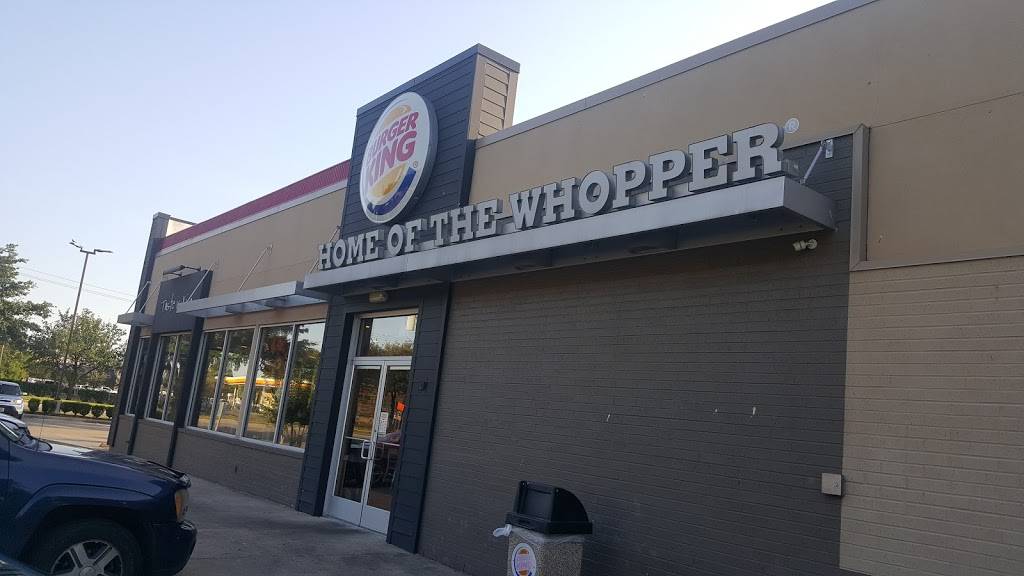 BURGER
KING
®
HOME OF THE WHOPPER®